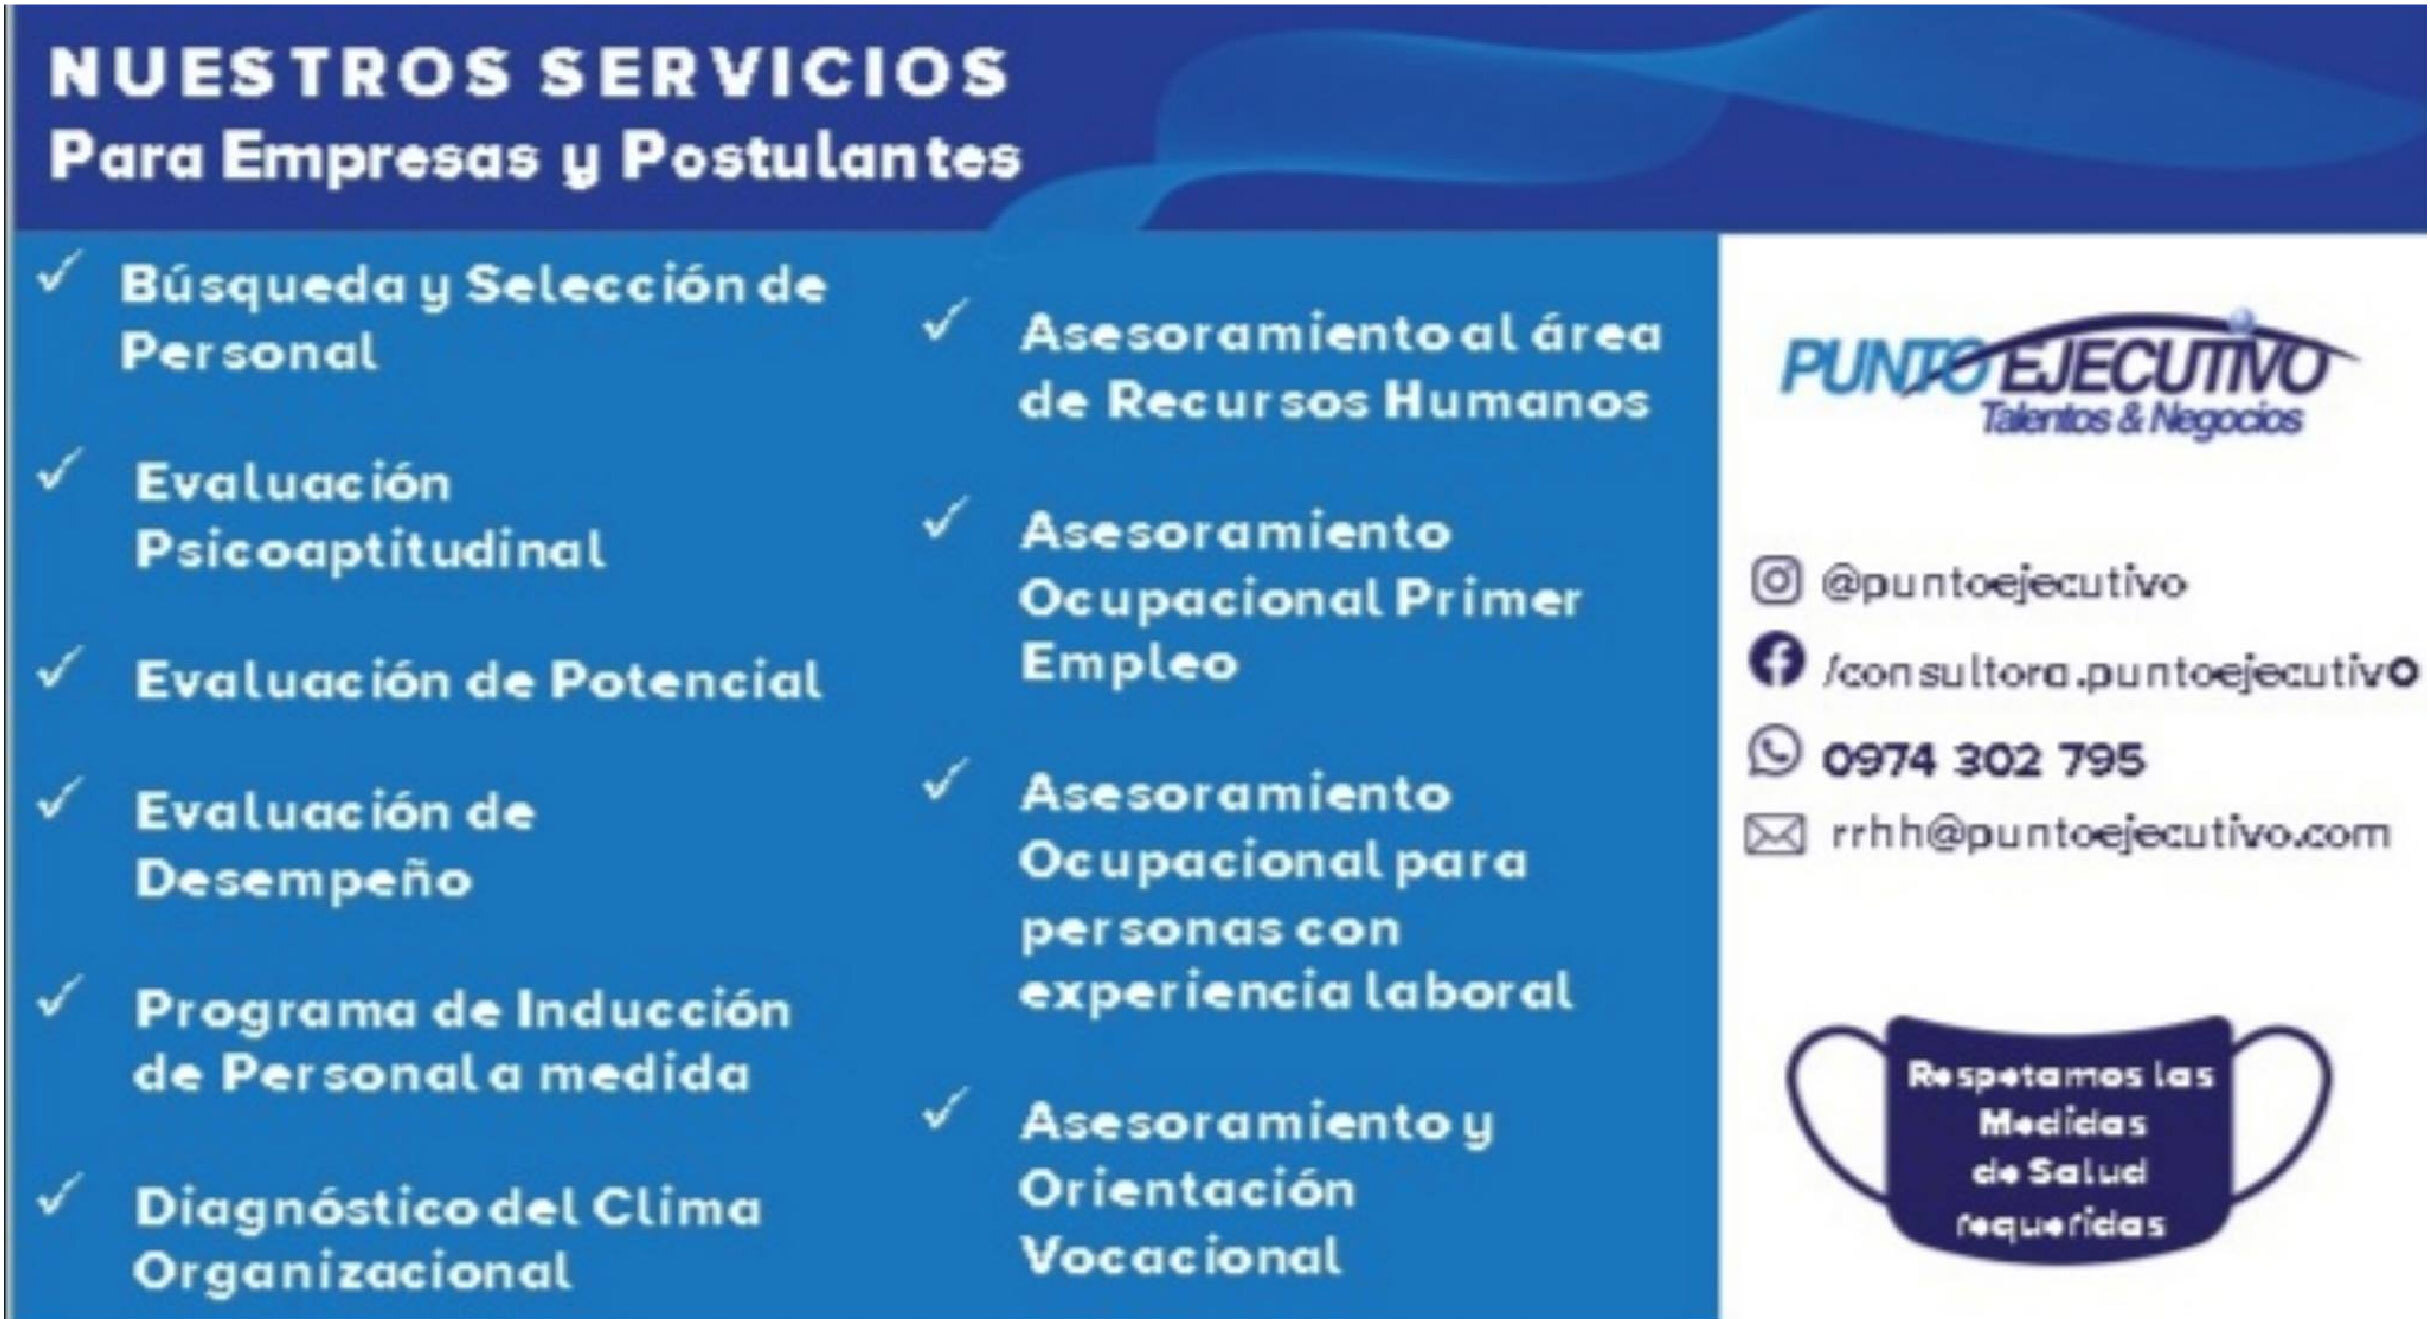 NUESTROS SERVICIOS
Para Empresas y Postulantes
Búsqueda y Selección de
Personal
Evaluación
Psicoaptitudinal
Evaluación de Potencial
Evaluación de
Desempeño
Programa de Inducción
de Personal a medida
Diagnóstico del Clima
Organizacional
Asesoramiento al área
de Recursos Humanos
Asesoramiento
Ocupacional Primer
Empleo
Asesoramiento
Ocupacional para
personas con
experiencia laboral
Asesoramiento y
Orientación
Vocacional
PUNTO EJECUTIVO
Talentos & Negocios
@puntoejecutivo
/consultora.puntoejecutivo
0974 302 795
rrhh@puntoejecutivo.com
Respetamos las
Medidas
de Salud
requeridas